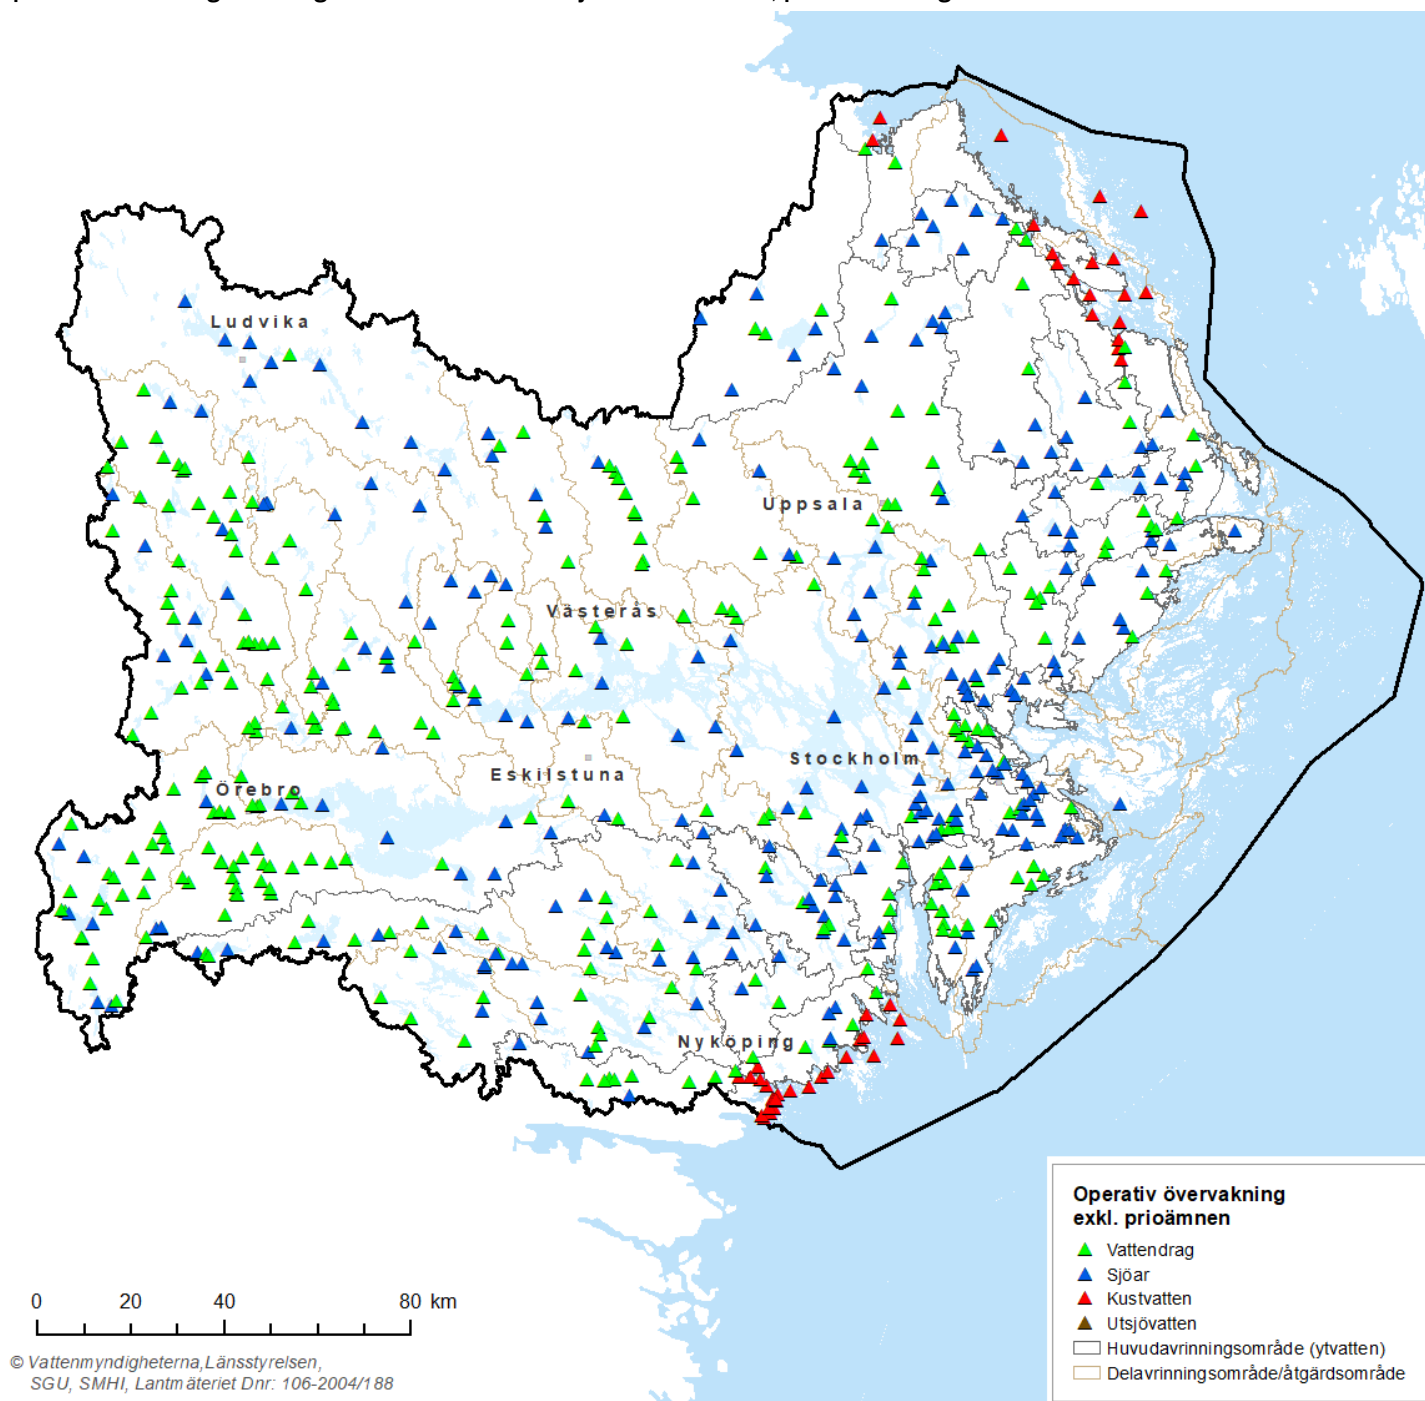 Ludvika
Uppsala
Västerås
Stockholm
Eskilstuna
Örebro
Nyköping
Operativ övervakning
exkl. prioämnen
Vattendrag
Sjöar
Kustvatten
Utsjövatten
Huvudavrinningsområde (ytvatten)
Delavrinningsområde/åtgärdsområde
0 20 40 80 km
© Vattenmyndigheterna,Länsstyrelsen,
SGU, SMHI, Lantmäteriet Dnr: 106-2004/188